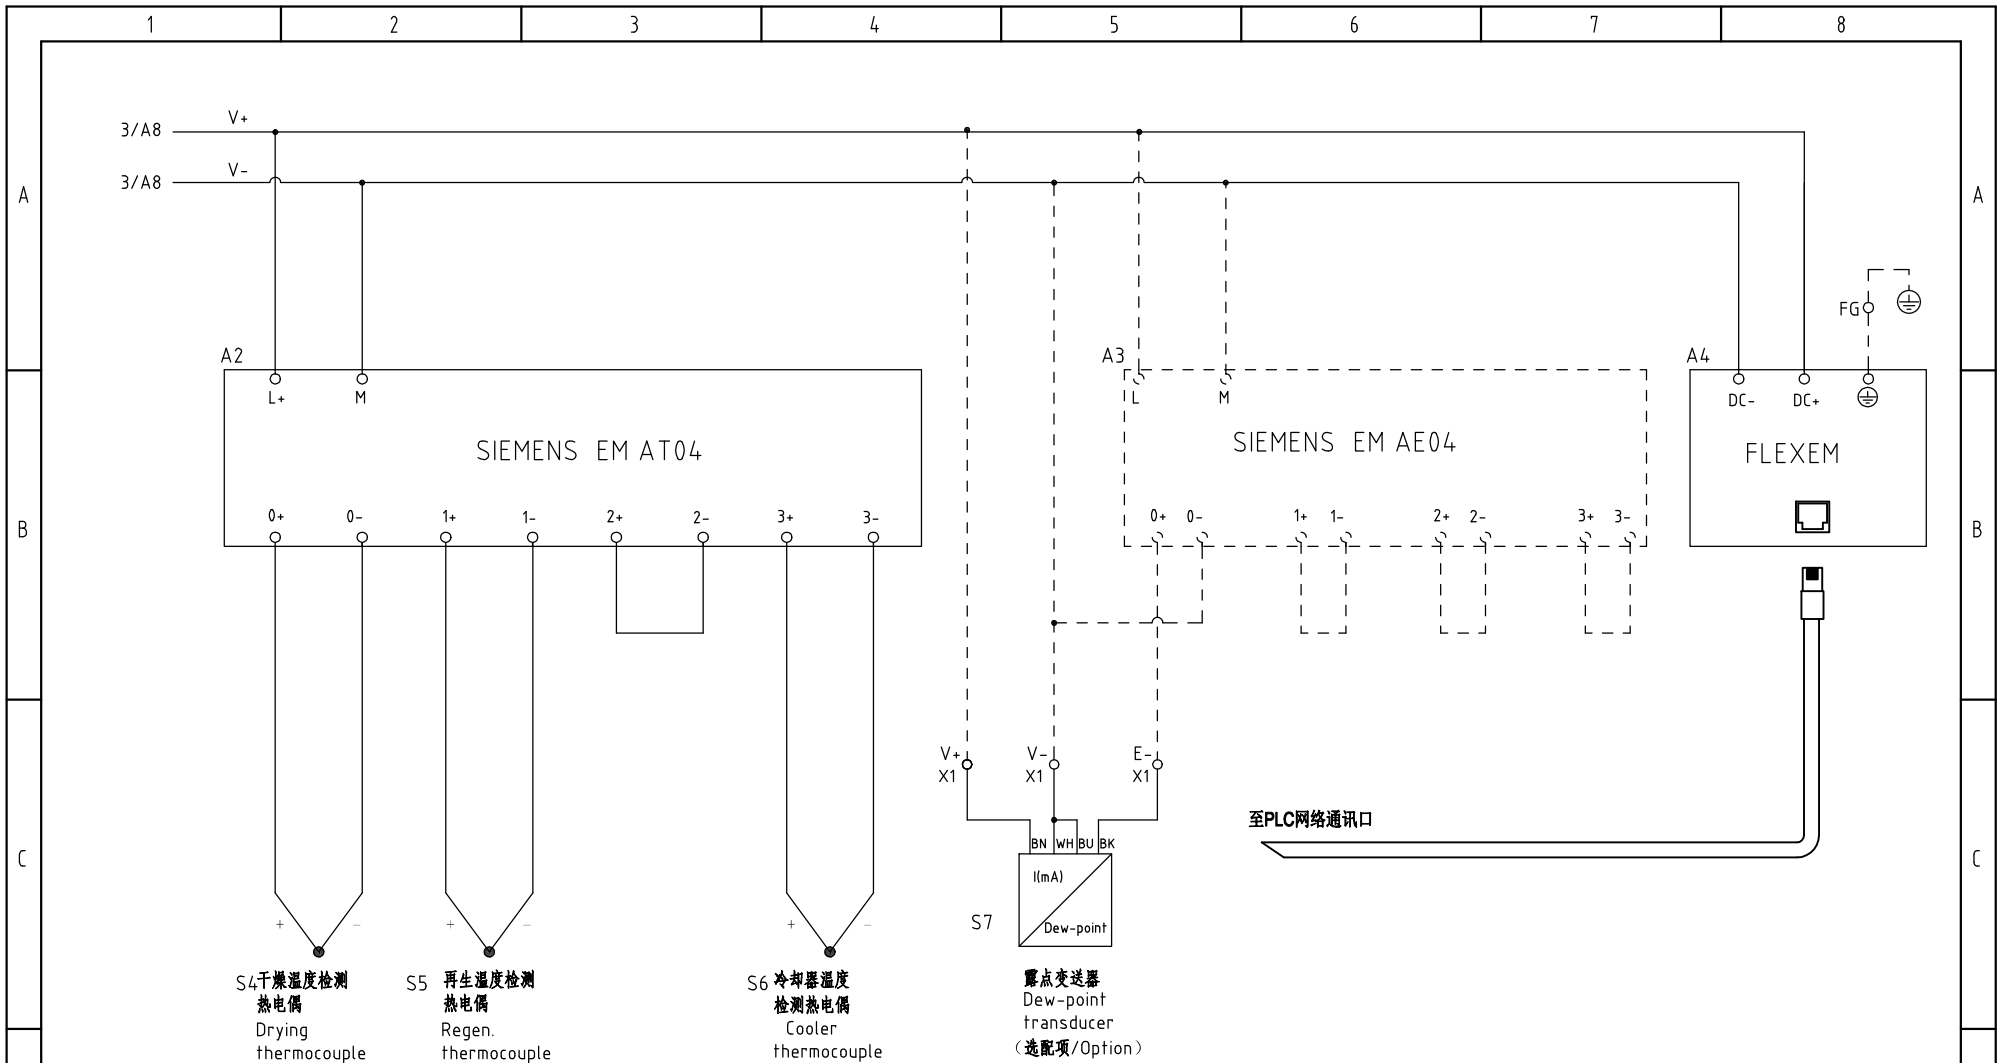 1 2 3 4 5 6 7 8
V+
3/A8
V-
3/A8
A A
FG
A2 A3 A4
L+ M L M DC- DC+
SIEMENS EM AT04 SIEMENS EM AE04 FLEXEM
0+ 0- 1+ 1- 2+ 2- 3+ 3- 0+ 0- 1+ 1- 2+ 2- 3+ 3-
B B
V+ V- E-
X1 X1 X1
至PLC网络通讯口
BN WH BU BK
C C
I(mA)
S7
Dew-point
+ - + - + -
S4 干燥温度检测 S5 再生温度检测 S6 冷却器温度 露点变送器
热电偶 热电偶 检测热电偶 Dew-point
Drying Regen. Cooler transducer
thermocouple thermocouple thermocouple （选配项/Option）